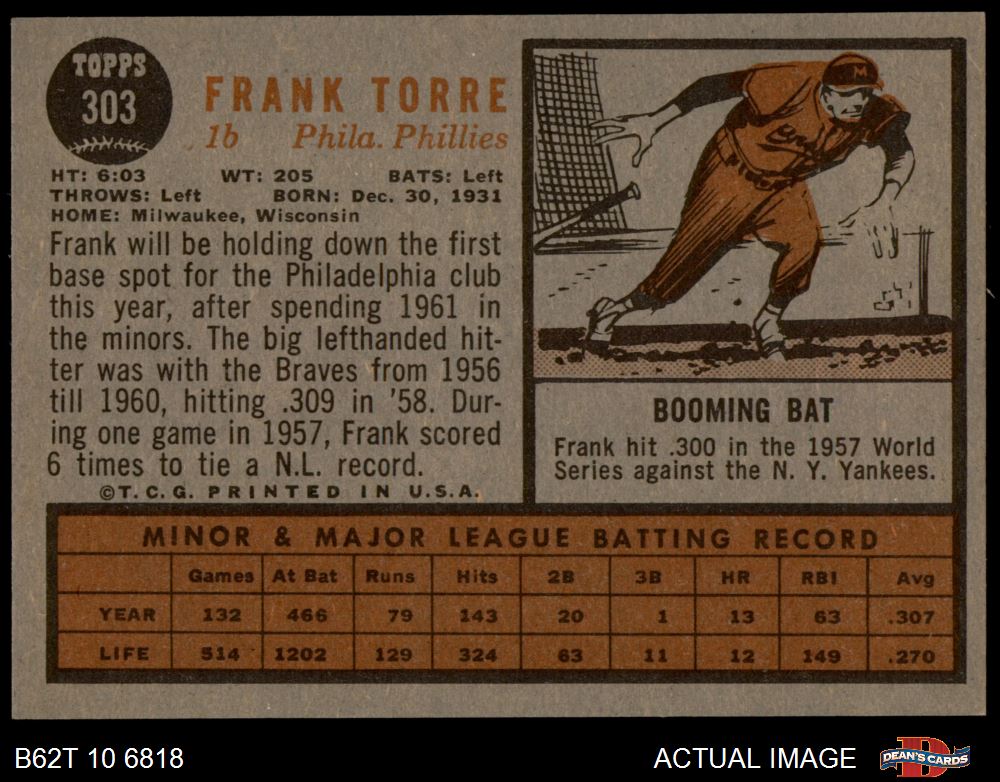 TOPPS
303
FRANK TORRE
1b Phila. Phillies
HT: 6:03 WT: 205 BATS: Left
THROWS: Left BORN: Dec. 30, 1931
HOME: Milwaukee, Wisconsin
Frank will be holding down the first
base spot for the Philadelphia club
this year, after spending 1961 in
the minors. The big lefthanded hit-
ter was with the Braves from 1956
till 1960, hitting .309 in '58. Dur-
ing one game in 1957, Frank scored
6 times to tie a N.L. record.
©T.C.G. PRINTED IN U.S.A.
M
BOOMING BAT
Frank hit .300 in the 1957 World
Series against the N. Y. Yankees.
MINOR & MAJOR LEAGUE BATTING RECORD
Games At Bat Runs Hits 2B 3B HR RBI Avg
YEAR 132 466 79 143 20 1 13 63 .307
LIFE 514 1202 129 324 63 11 12 149 .270
B62T 10 6818 ACTUAL IMAGE DEAN'S CARDS